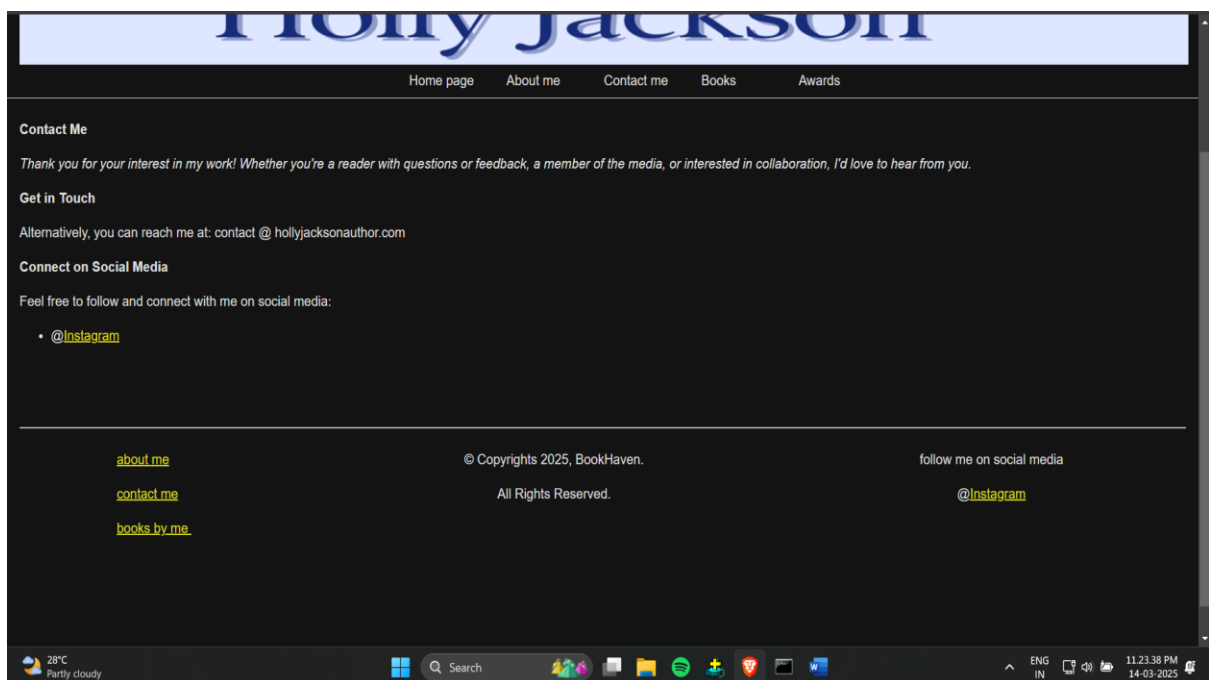 Holly Jackson
Home page About me Contact me Books Awards
Contact Me
Thank you for your interest in my work! Whether you're a reader with questions or feedback, a member of the media, or interested in collaboration, I'd love to hear from you.
Get in Touch
Alternatively, you can reach me at: contact @ hollyjacksonauthor.com
Connect on Social Media
Feel free to follow and connect with me on social media:
• @Instagram
about me © Copyrights 2025, BookHaven. follow me on social media
contact me All Rights Reserved. @Instagram
books by me
28°C
Partly cloudy
Search
ENG
IN
11.23.38 PM
14-03-2025